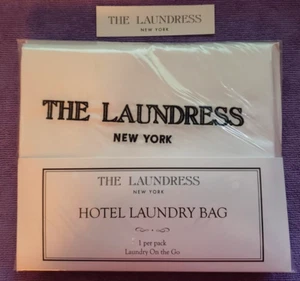 THE LAUNDRESS
NEW YORK
THE LAUNDRESS
NEW YORK
THE LAUNDRESS
NEW YORK
HOTEL LAUNDRY BAG
1 per pack
Laundry On the Go